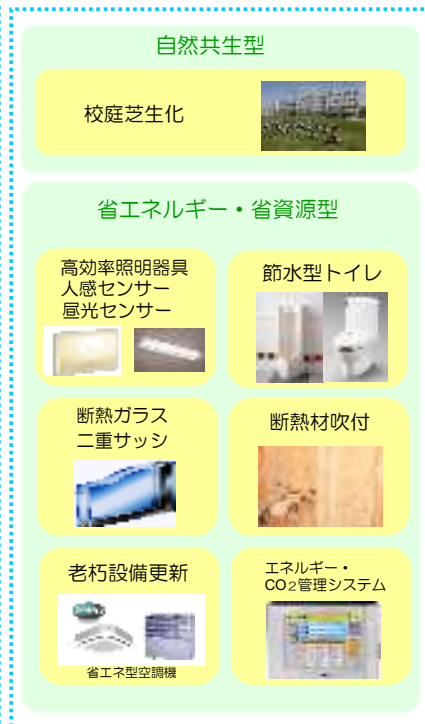 自然共生型
校庭芝生化
省エネルギー・省資源型
高効率照明器具
人感センサー
昼光センサー
節水型トイレ
断熱ガラス
二重サッシ
断熱材吹付
老朽設備更新
省エネ型空調機
エネルギー・
CO2管理システム